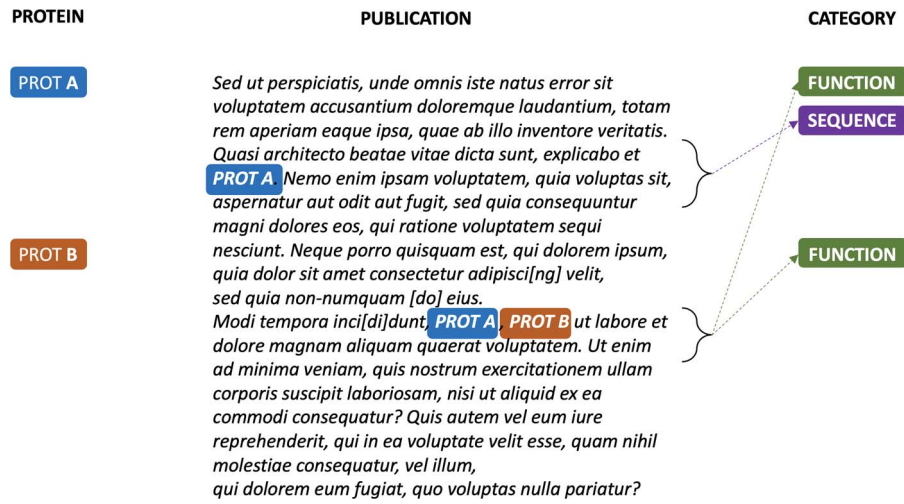 PROTEIN
PUBLICATION
CATEGORY
PROT A
FUNCTION
SEQUENCE
Sed ut perspiciatis, unde omnis iste natus error sit
voluptatem accusantium doloremque laudantium, totam
rem aperiam eaque ipsa, quae ab illo inventore veritatis.
Quasi architecto beatae vitae dicta sunt, explicabo et
PROT A. Nemo enim ipsam voluptatem, quia voluptas sit,
aspernatur aut odit aut fugit, sed quia consequuntur
magni dolores eos, qui ratione voluptatem sequi
nesciunt. Neque porro quisquam est, qui dolorem ipsum,
quia dolor sit amet consectetur adipisci[ng] velit,
sed quia non-numquam [do] eius.
Modi tempora inci[di]dunt, PROT A, PROT B ut labore et
dolore magnam aliquam quaerat voluptatem. Ut enim
ad minima veniam, quis nostrum exercitationem ullam
corporis suscipit laboriosam, nisi ut aliquid ex ea
commodi consequatur? Quis autem vel eum iure
reprehenderit, qui in ea voluptate velit esse, quam nihil
molestiae consequatur, vel illum,
qui dolorem eum fugiat, quo voluptas nulla pariatur?
PROT B
FUNCTION